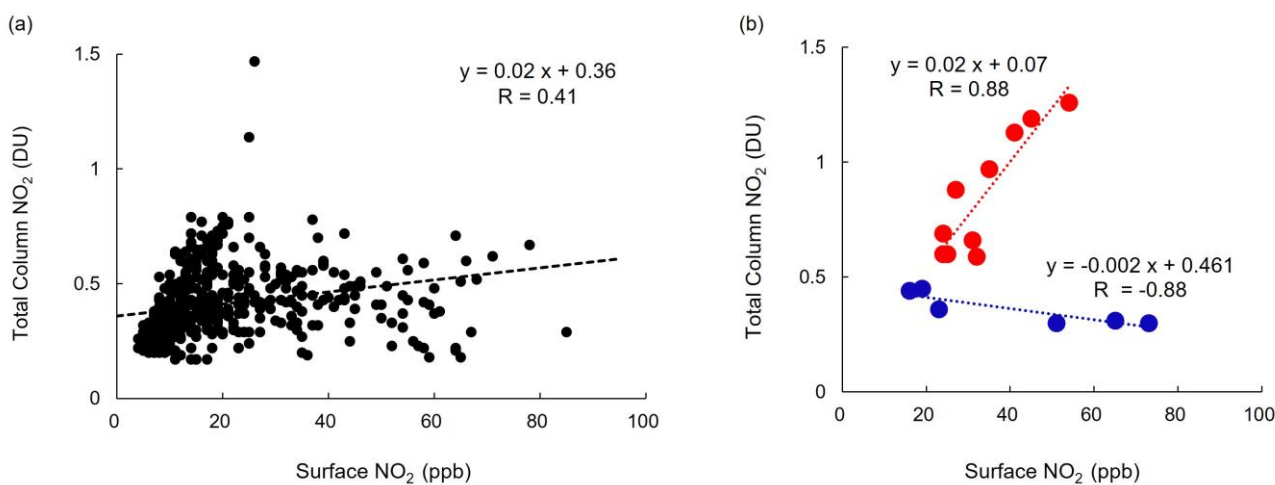 (a)
y = 0.02 x + 0.36
R = 0.41
Total Column NO₂ (DU)
1.5
1
0.5
0
0 20 40 60 80 100
Surface NO₂ (ppb)
(b)
y = 0.02 x + 0.07
R = 0.88
y = -0.002 x + 0.461
R = -0.88
Total Column NO₂ (DU)
1.5
1
0.5
0
0 20 40 60 80 100
Surface NO₂ (ppb)